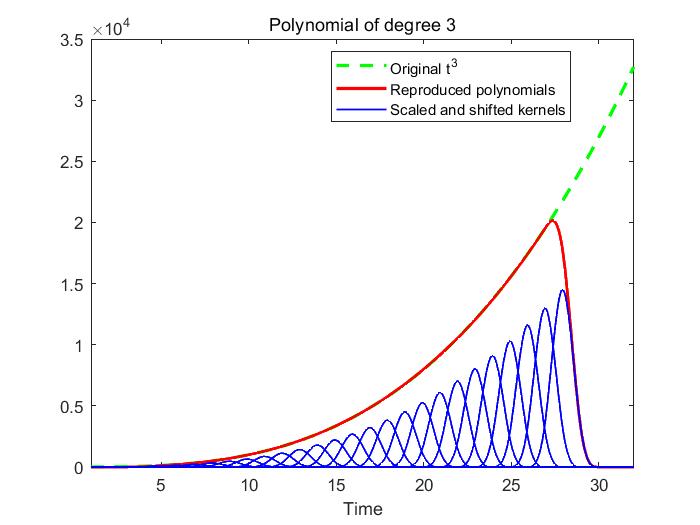 Polynomial of degree 3
×10⁴
3.5
3
2.5
2
1.5
1
0.5
0
Original t³
Reproduced polynomials
Scaled and shifted kernels
5 10 15 20 25 30
Time